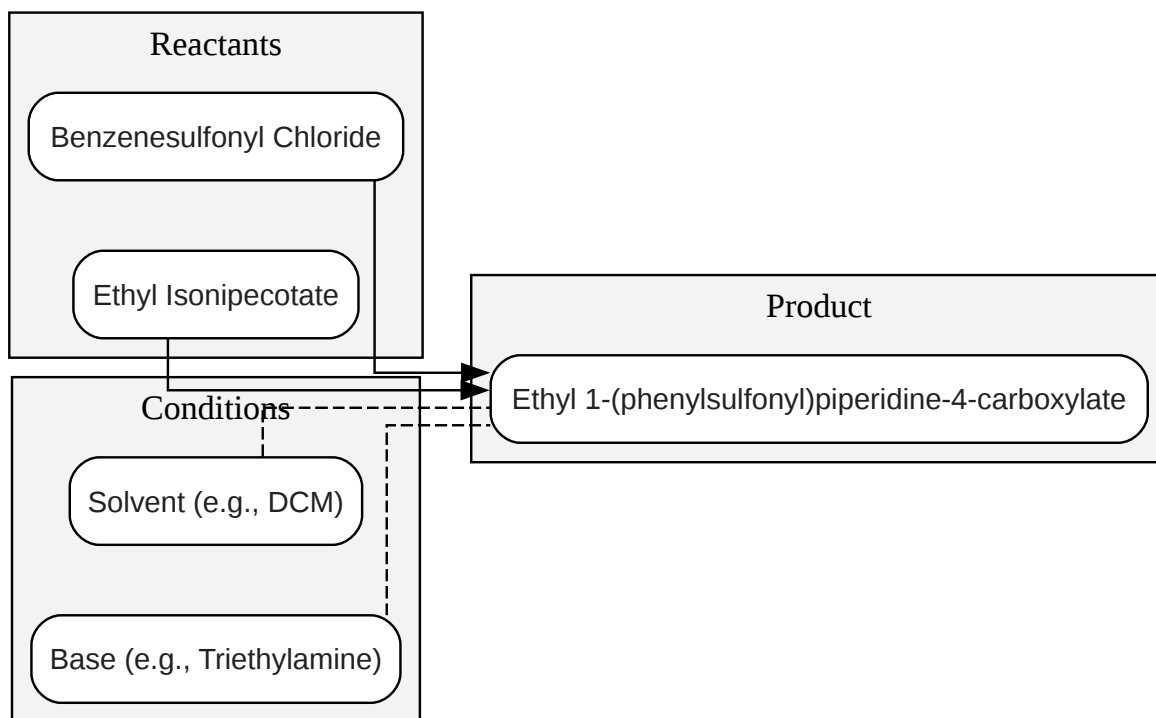 Reactants
Benzenesulfonyl Chloride
Ethyl Isonipecotate
Product
Ethyl 1-(phenylsulfonyl)piperidine-4-carboxylate
Conditions
Solvent (e.g., DCM)
Base (e.g., Triethylamine)